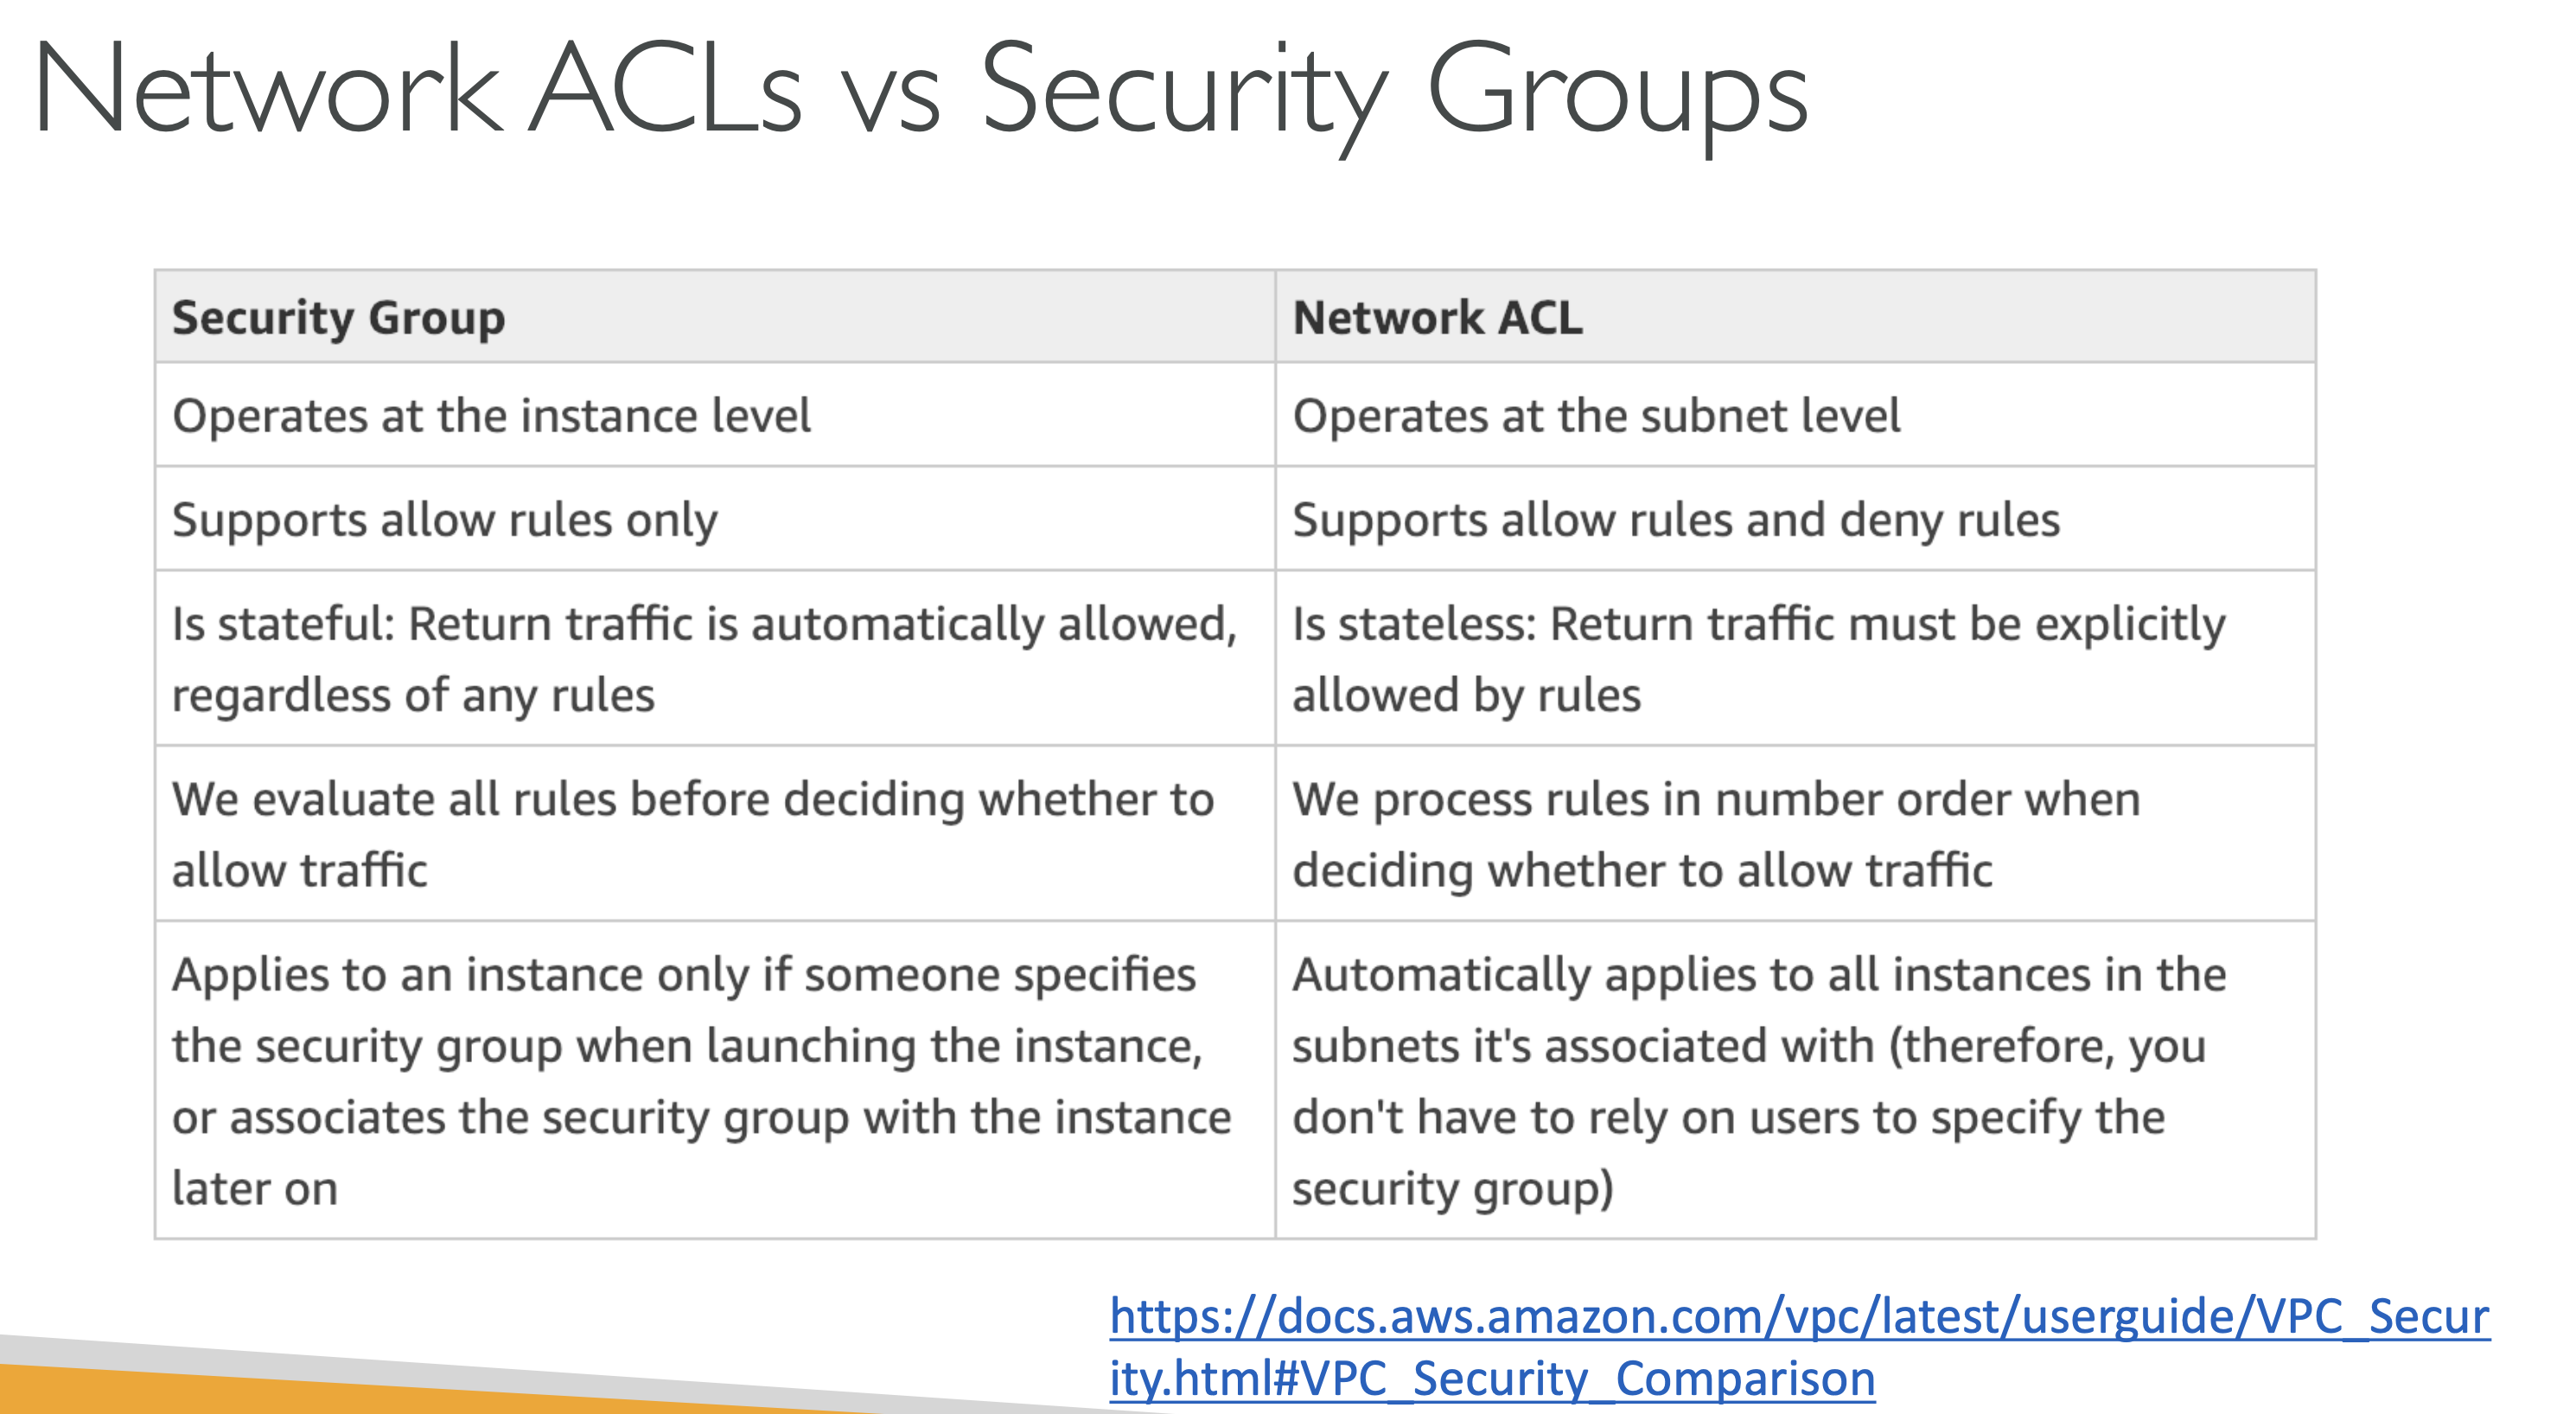 Network ACLs vs Security Groups
Security Group
Network ACL
Operates at the instance level
Operates at the subnet level
Supports allow rules only
Supports allow rules and deny rules
Is stateful: Return traffic is automatically allowed,
regardless of any rules
Is stateless: Return traffic must be explicitly
allowed by rules
We evaluate all rules before deciding whether to
allow traffic
We process rules in number order when
deciding whether to allow traffic
Applies to an instance only if someone specifies
the security group when launching the instance,
or associates the security group with the instance
later on
Automatically applies to all instances in the
subnets it's associated with (therefore, you
don't have to rely on users to specify the
security group)
https://docs.aws.amazon.com/vpc/latest/userguide/VPC_Secur
ity.html#VPC_Security_Comparison